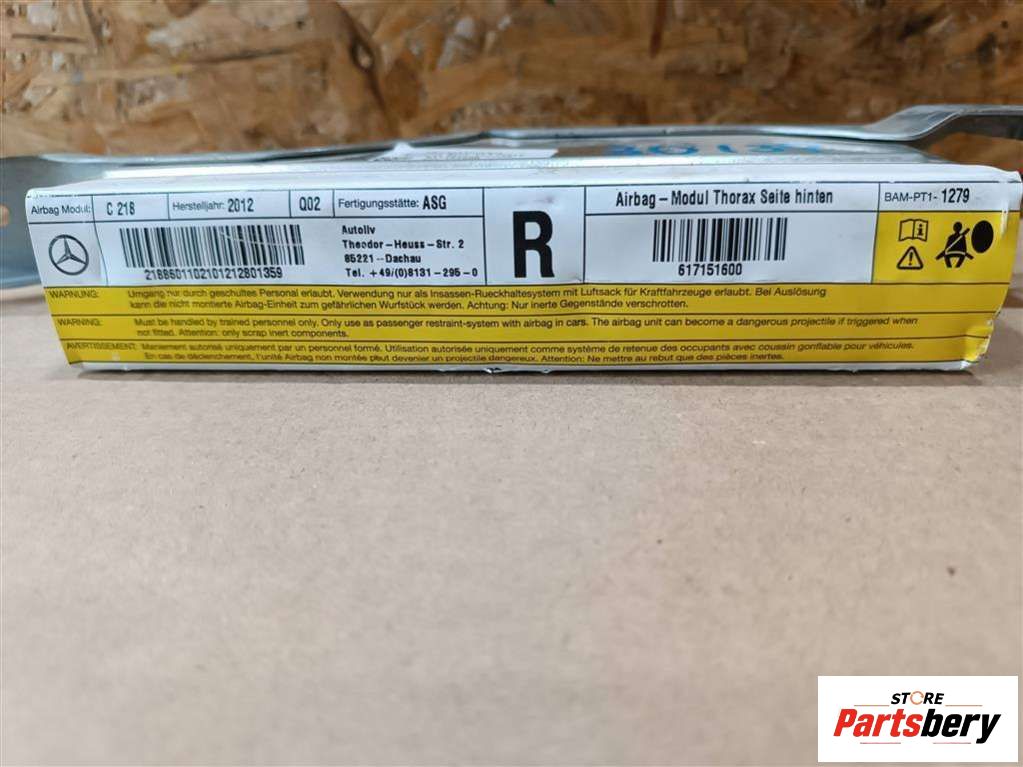 Airbag Modul: C 218 Herstelljahr: 2012 Q02 Fertigungsstätte: ASG
R
Airbag - Modul Thorax Seite hinten
BAM-PT1- 1279
Autoliv
Theodor-Heuss-Str. 2
85221--Dachau
Tel. +49/(0)8131-295-0
2188601102101212801359
617151600
WARNUNG: Umgang nur durch geschultes Personal erlaubt. Verwendung nur als Insassen-Rueckhaltesystem mit Luftsack für Kraftfahrzeuge erlaubt. Bei Auslösung
kann die nicht montierte Airbag-Einheit zum gefährlichen Wurfstück werden. Achtung: Nur inerte Gegenstände verschrotten.
WARNING: Must be handled by trained personnel only. Only use as passenger restraint-system with airbag in cars. The airbag unit can become a dangerous projectile if triggered when
not fitted. Attention: only scrap inert components.
AVERTISSEMENT: Maniement autorisé uniquement par un personnel formé. Utilisation autorisée uniquement comme système de retenue des occupants avec coussin gonflable pour véhicules.
En cas de déclenchement, l'unité Airbag non montée peut devenir un projectile dangereux. Attention: Ne mettre au rebut que des pièces inertes.
STORE
Partsbery